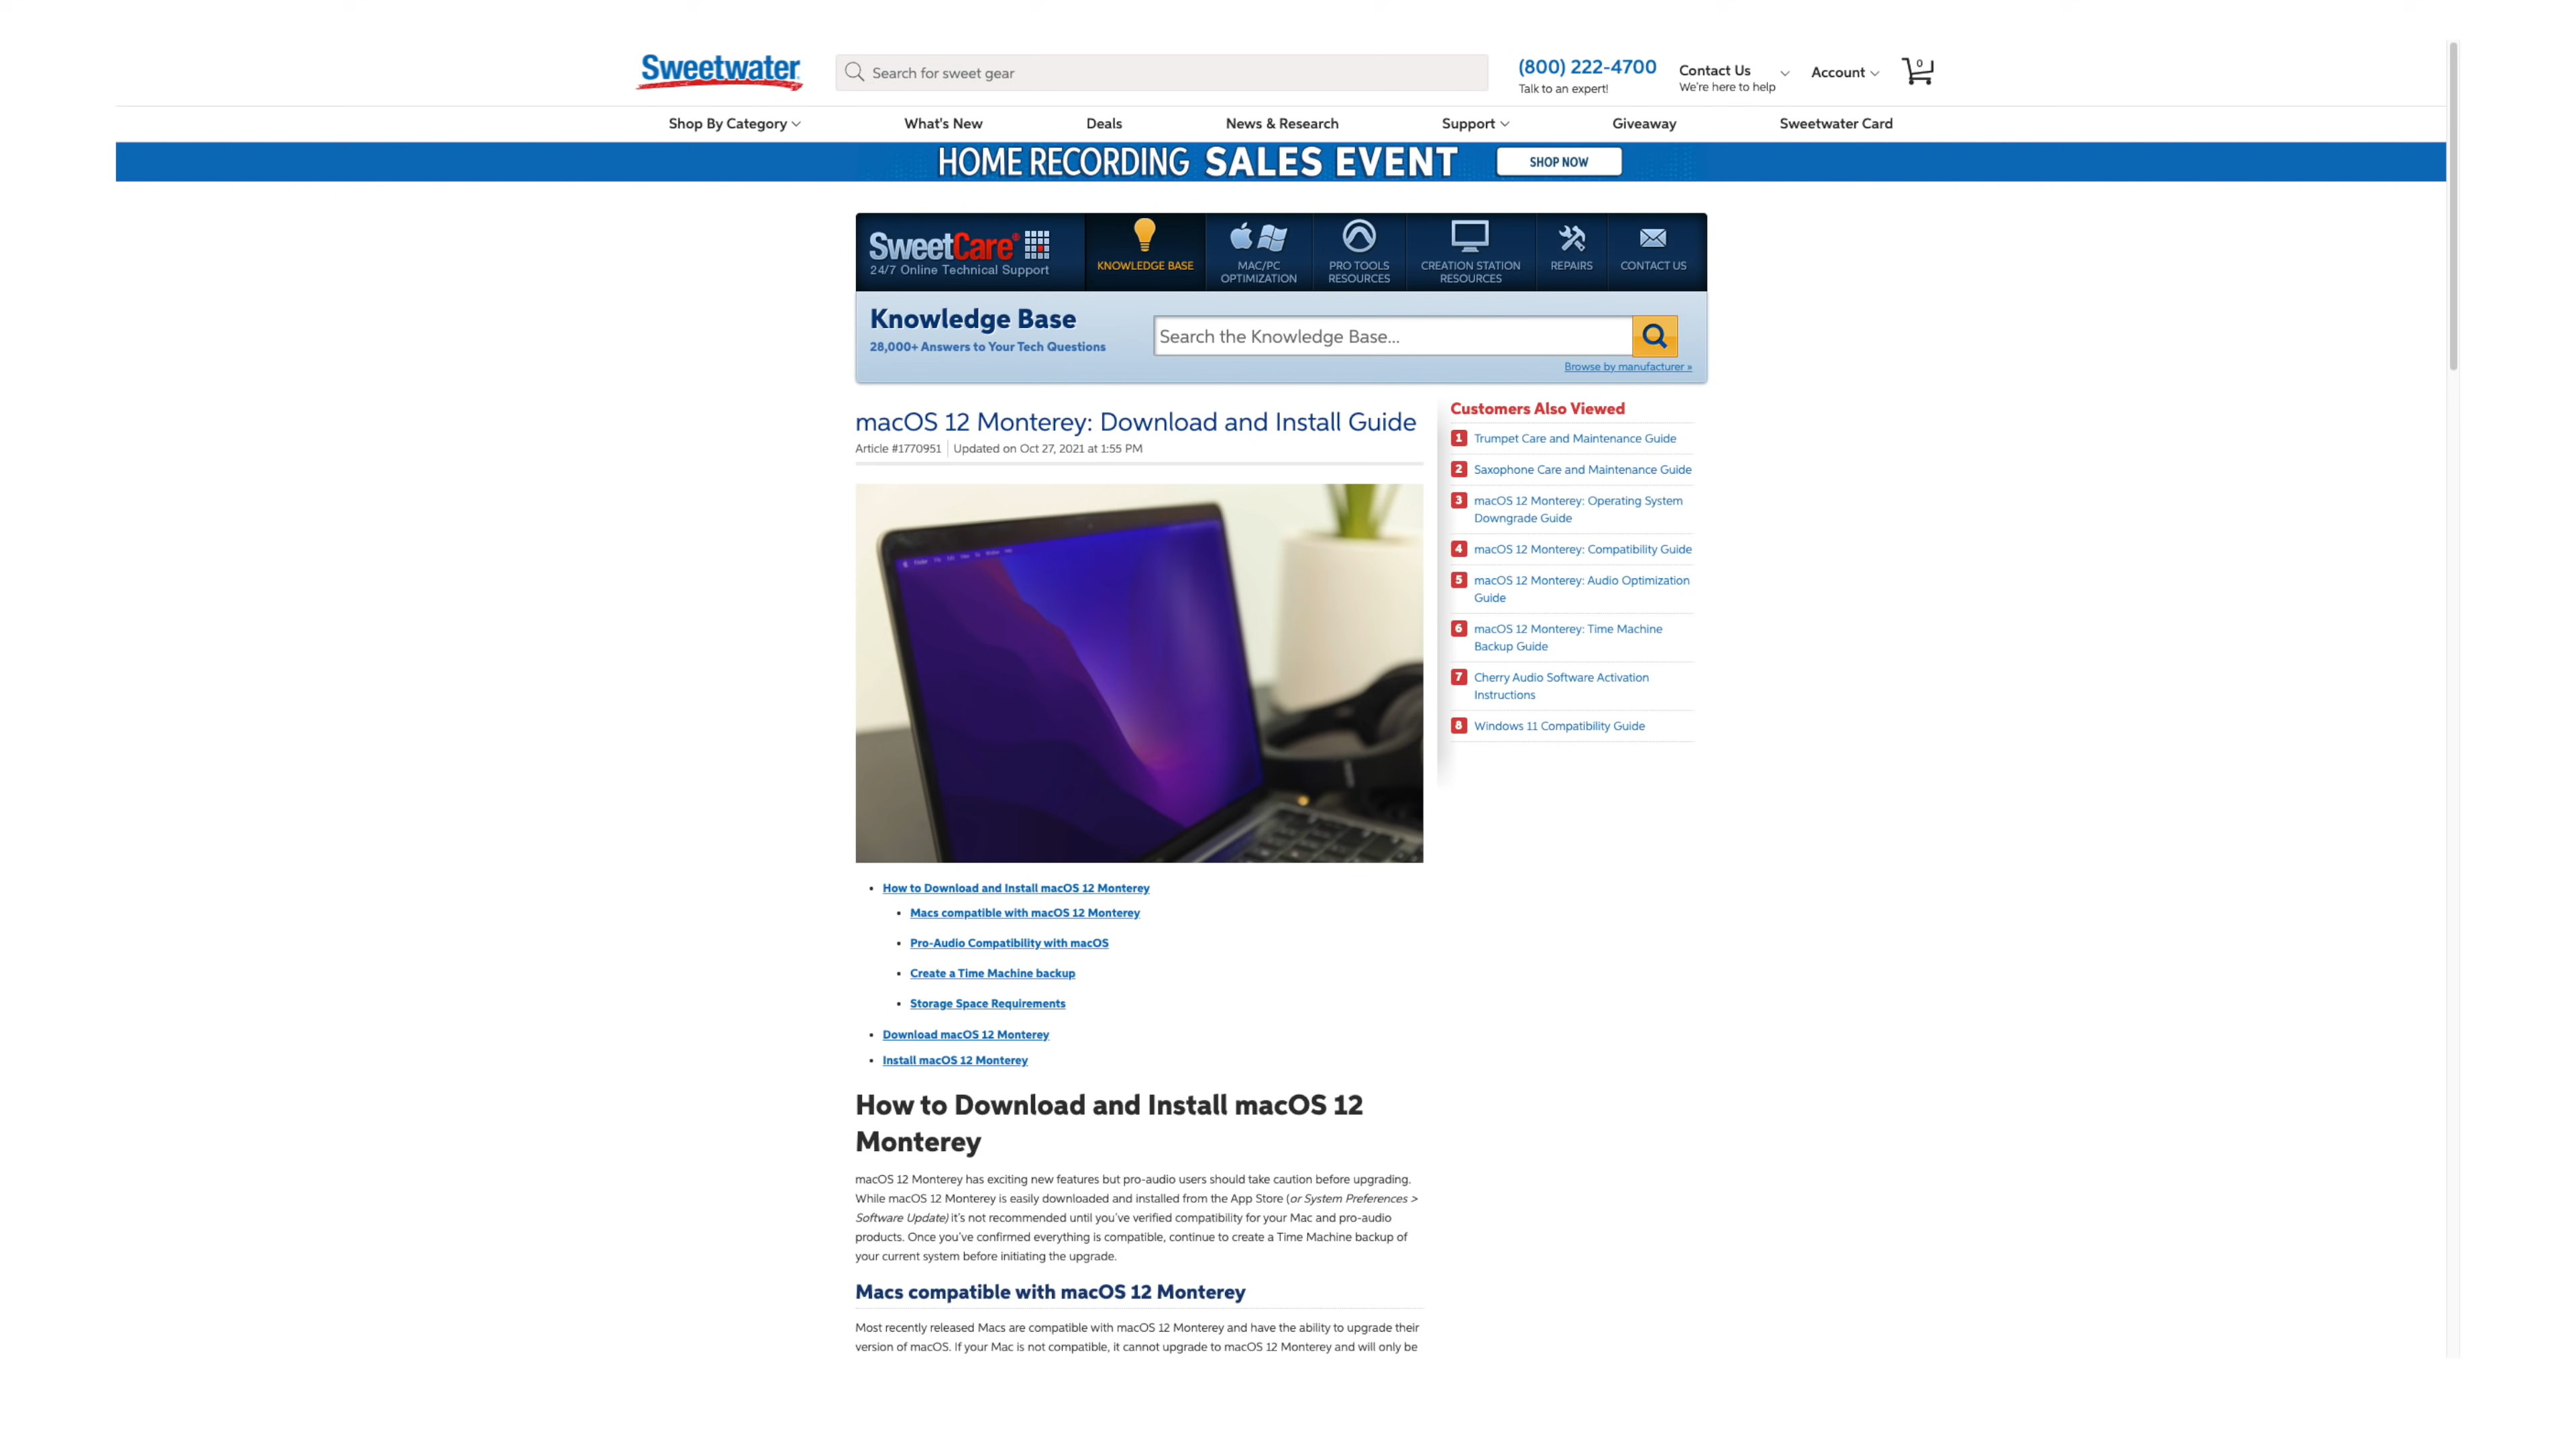 Sweetwater
Search for sweet gear
(800) 222-4700
Talk to an expert!
Contact Us
We're here to help
Account
0
Shop By Category
What's New
Deals
News & Research
Support
Giveaway
Sweetwater Card
HOME RECORDING SALES EVENT
SHOP NOW
SweetCare®
24/7 Online Technical Support
KNOWLEDGE BASE
MAC/PC
OPTIMIZATION
PRO TOOLS
RESOURCES
CREATION STATION
RESOURCES
REPAIRS
CONTACT US
Knowledge Base
28,000+ Answers to Your Tech Questions
Search the Knowledge Base...
Browse by manufacturer »
macOS 12 Monterey: Download and Install Guide
Article #1770951 | Updated on Oct 27, 2021 at 1:55 PM
Customers Also Viewed
1 Trumpet Care and Maintenance Guide
2 Saxophone Care and Maintenance Guide
3 macOS 12 Monterey: Operating System
Downgrade Guide
4 macOS 12 Monterey: Compatibility Guide
5 macOS 12 Monterey: Audio Optimization
Guide
6 macOS 12 Monterey: Time Machine
Backup Guide
7 Cherry Audio Software Activation
Instructions
8 Windows 11 Compatibility Guide
• How to Download and Install macOS 12 Monterey
• Macs compatible with macOS 12 Monterey
• Pro-Audio Compatibility with macOS
• Create a Time Machine backup
• Storage Space Requirements
• Download macOS 12 Monterey
• Install macOS 12 Monterey
How to Download and Install macOS 12
Monterey
macOS 12 Monterey has exciting new features but pro-audio users should take caution before upgrading.
While macOS 12 Monterey is easily downloaded and installed from the App Store (or System Preferences >
Software Update) it's not recommended until you've verified compatibility for your Mac and pro-audio
products. Once you've confirmed everything is compatible, continue to create a Time Machine backup of
your current system before initiating the upgrade.
Macs compatible with macOS 12 Monterey
Most recently released Macs are compatible with macOS 12 Monterey and have the ability to upgrade their
version of macOS. If your Mac is not compatible, it cannot upgrade to macOS 12 Monterey and will only be